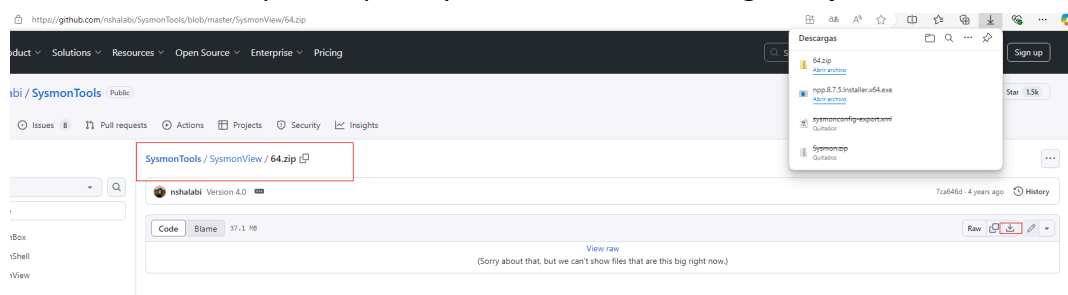 https://github.com/nshalabi/SysmonTools/blob/master/SysmonView/64.zip
Descargas
64.zip
Abrir archivo
npp.8.7.5.Installer.x64.exe
Abrir archivo
sysmonconfig-export.xml
Quitados
Sysmon.zip
Quitados
oduct Solutions Resources Open Source Enterprise Pricing
Sign up
abi / SysmonTools Public
Star 1.5k
Issues 8 Pull requests Actions Projects Security Insights
SysmonTools / SysmonView / 64.zip
nshalabi Version 4.0
7ca646d · 4 years ago History
Code Blame 37.1 MB
Raw
View raw
(Sorry about that, but we can't show files that are this big right now.)
nBox
nShell
nView